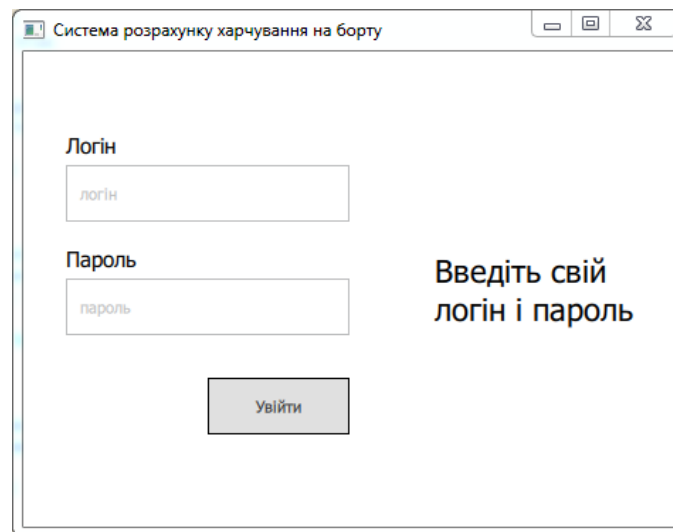 Система розрахунку харчування на борту
Логін
логін
Пароль
пароль
Увійти
Введіть свій
логін і пароль